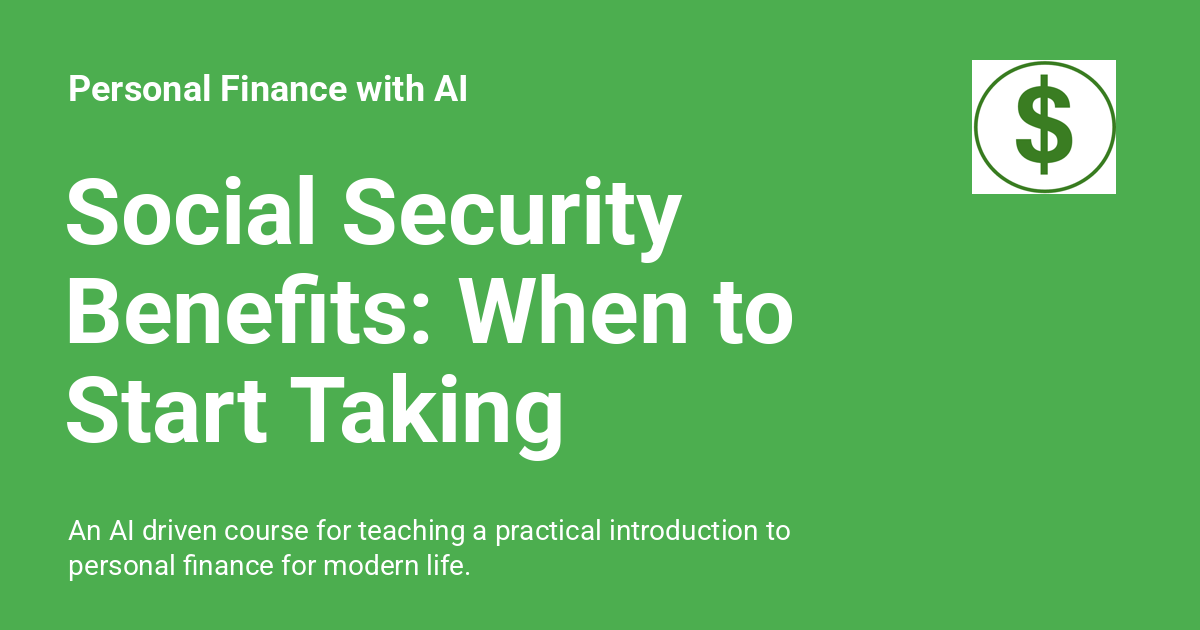 Personal Finance with AI
$
Social Security
Benefits: When to
Start Taking
An AI driven course for teaching a practical introduction to
personal finance for modern life.